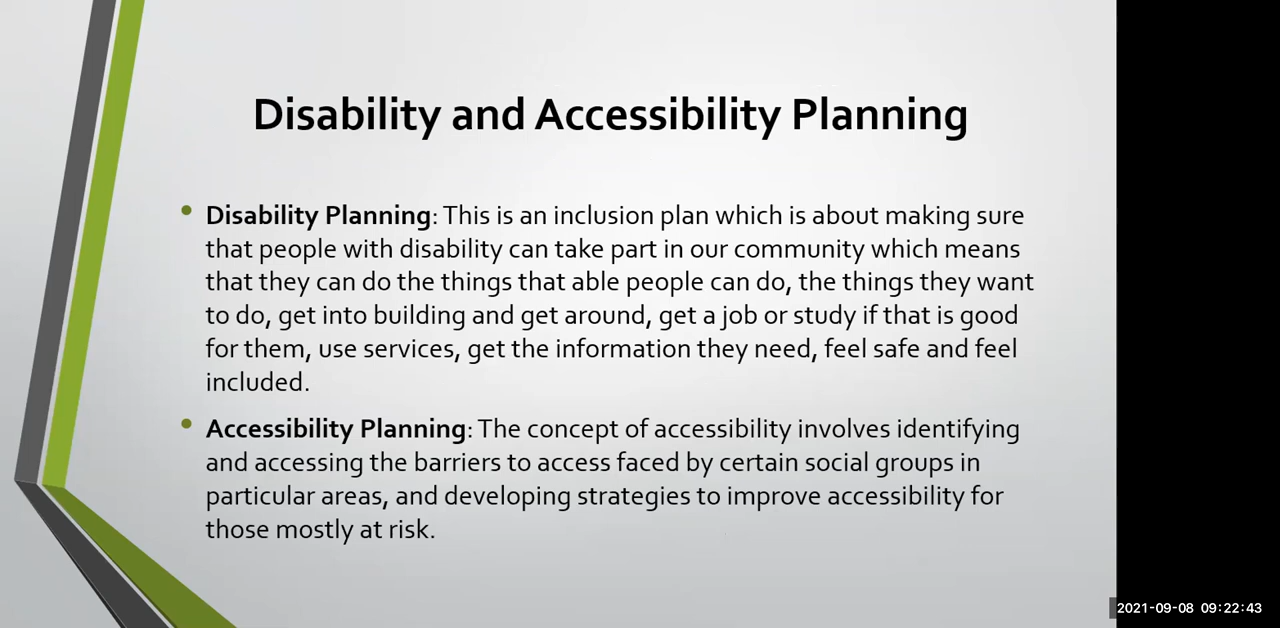 Disability and Accessibility Planning
Disability Planning: This is an inclusion plan which is about making sure
that people with disability can take part in our community which means
that they can do the things that able people can do, the things they want
to do, get into building and get around, get a job or study if that is good
for them, use services, get the information they need, feel safe and feel
included.
Accessibility Planning: The concept of accessibility involves identifying
and accessing the barriers to access faced by certain social groups in
particular areas, and developing strategies to improve accessibility for
those mostly at risk.
2021-09-08 09:22:43